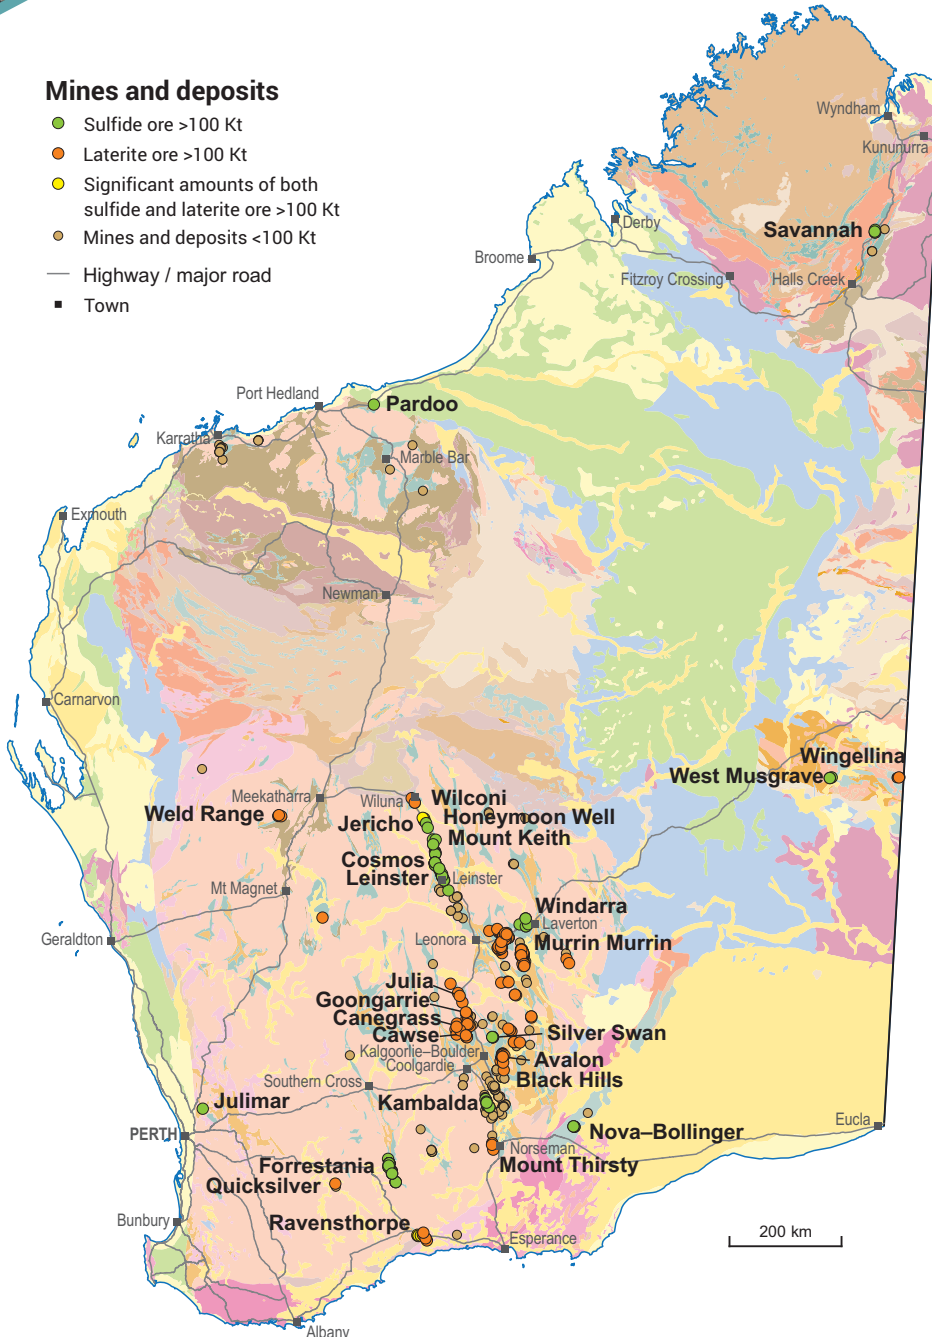 Mines and deposits
Sulfide ore >100 Kt
Laterite ore >100 Kt
Significant amounts of both
sulfide and laterite ore >100 Kt
Mines and deposits <100 Kt
Highway / major road
Town
Wyndham
Kununurra
Derby
Savannah
Broome
Fitzroy Crossing
Halls Creek
Port Hedland
Pardoo
Karratha
Marble Bar
Exmouth
Newman
Carnarvon
Wingellina
West Musgrave
Meekatharra
Wiluna
Wilconi
Weld Range
Honeymoon Well
Jericho
Mount Keith
Cosmos
Leinster
Leinster
Mt Magnet
Windarra
Laverton
Geraldton
Leonora
Murrin Murrin
Julia
Goongarrie
Canegrass
Cawse
Silver Swan
Kalgoorlie–Boulder
Coolgardie
Avalon
Black Hills
Southern Cross
Julimar
Kambalda
Eucla
PERTH
Nova–Bollinger
Norseman
Forrestania
Mount Thirsty
Quicksilver
Bunbury
Ravensthorpe
200 km
Esperance
Albany